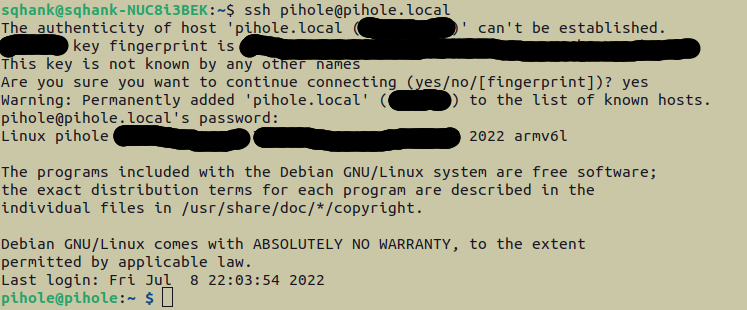 sqhank@sqhank-NUC8i3BEK:~$ ssh pihole@pihole.local
The authenticity of host 'pihole.local ( )' can't be established.
key fingerprint is
This key is not known by any other names
Are you sure you want to continue connecting (yes/no/[fingerprint])? yes
Warning: Permanently added 'pihole.local' ( ) to the list of known hosts.
pihole@pihole.local's password:
Linux pihole 2022 armv6l
The programs included with the Debian GNU/Linux system are free software;
the exact distribution terms for each program are described in the
individual files in /usr/share/doc/*/copyright.
Debian GNU/Linux comes with ABSOLUTELY NO WARRANTY, to the extent
permitted by applicable law.
Last login: Fri Jul  8 22:03:54 2022
pihole@pihole:~ $